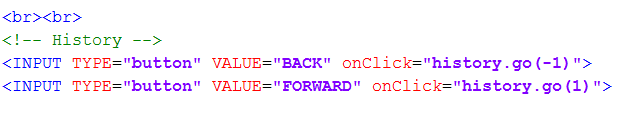 <br><br>
<!-- History -->
<INPUT TYPE="button" VALUE="BACK" onClick="history.go(-1)">
<INPUT TYPE="button" VALUE="FORWARD" onClick="history.go(1)">